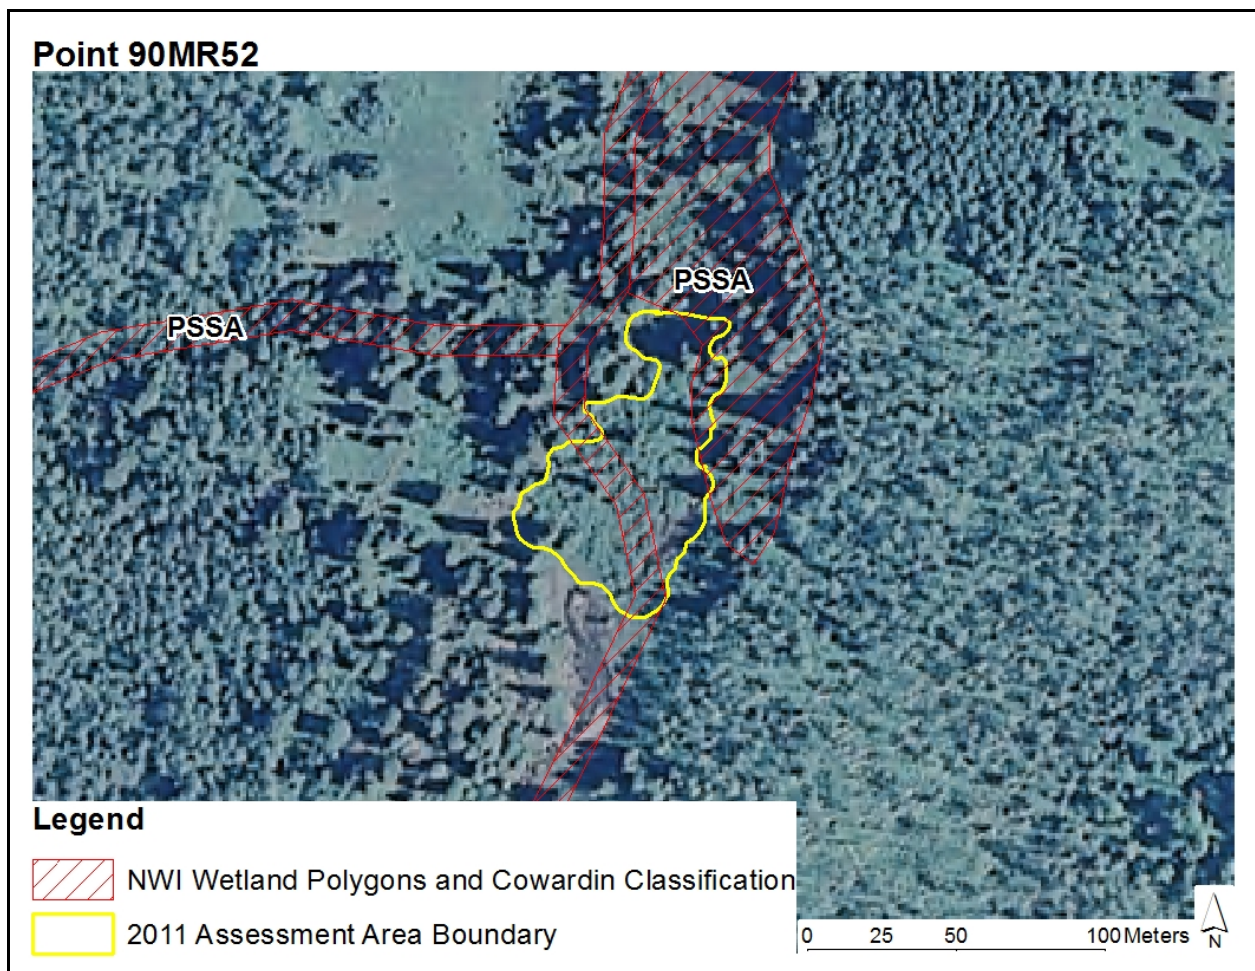 Point 90MR52
PSSA
PSSA
Legend
NWI Wetland Polygons and Cowardin Classification
2011 Assessment Area Boundary
0 25 50 100 Meters
N